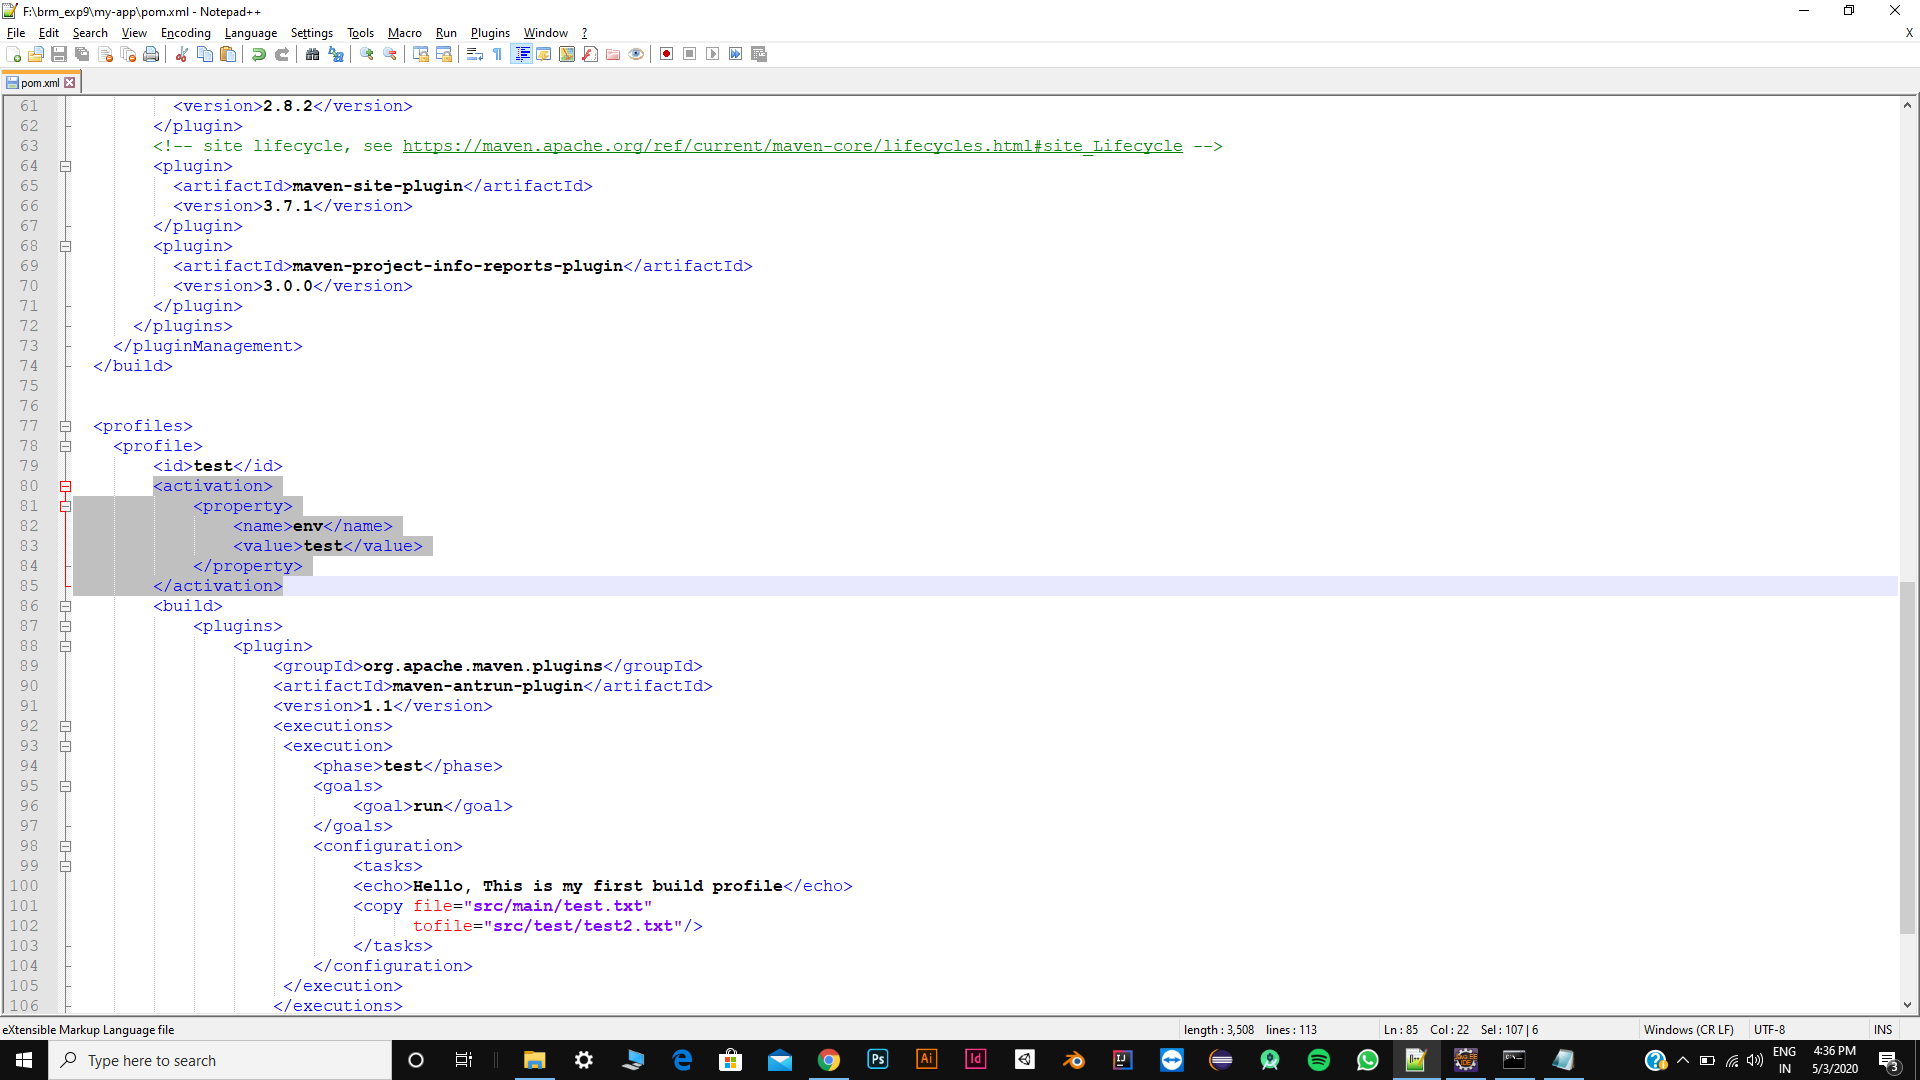 F:\brm_exp9\my-app\pom.xml - Notepad++
File Edit Search View Encoding Language Settings Tools Macro Run Plugins Window ? X
pom.xml
61 <version>2.8.2</version>
62 </plugin>
63 <!-- site lifecycle, see https://maven.apache.org/ref/current/maven-core/lifecycles.html#site_Lifecycle -->
64 <plugin>
65 <artifactId>maven-site-plugin</artifactId>
66 <version>3.7.1</version>
67 </plugin>
68 <plugin>
69 <artifactId>maven-project-info-reports-plugin</artifactId>
70 <version>3.0.0</version>
71 </plugin>
72 </plugins>
73 </pluginManagement>
74 </build>
75
76
77 <profiles>
78 <profile>
79 <id>test</id>
80 <activation>
81 <property>
82 <name>env</name>
83 <value>test</value>
84 </property>
85 </activation>
86 <build>
87 <plugins>
88 <plugin>
89 <groupId>org.apache.maven.plugins</groupId>
90 <artifactId>maven-antrun-plugin</artifactId>
91 <version>1.1</version>
92 <executions>
93 <execution>
94 <phase>test</phase>
95 <goals>
96 <goal>run</goal>
97 </goals>
98 <configuration>
99 <tasks>
100 <echo>Hello, This is my first build profile</echo>
101 <copy file="src/main/test.txt"
102 tofile="src/test/test2.txt"/>
103 </tasks>
104 </configuration>
105 </execution>
106 </executions>
eXtensible Markup Language file length : 3,508 lines : 113 Ln : 85 Col : 22 Sel : 107 | 6 Windows (CR LF) UTF-8 INS
Type here to search Ps Ai Id IJ ENG IN 4:36 PM 5/3/2020 3